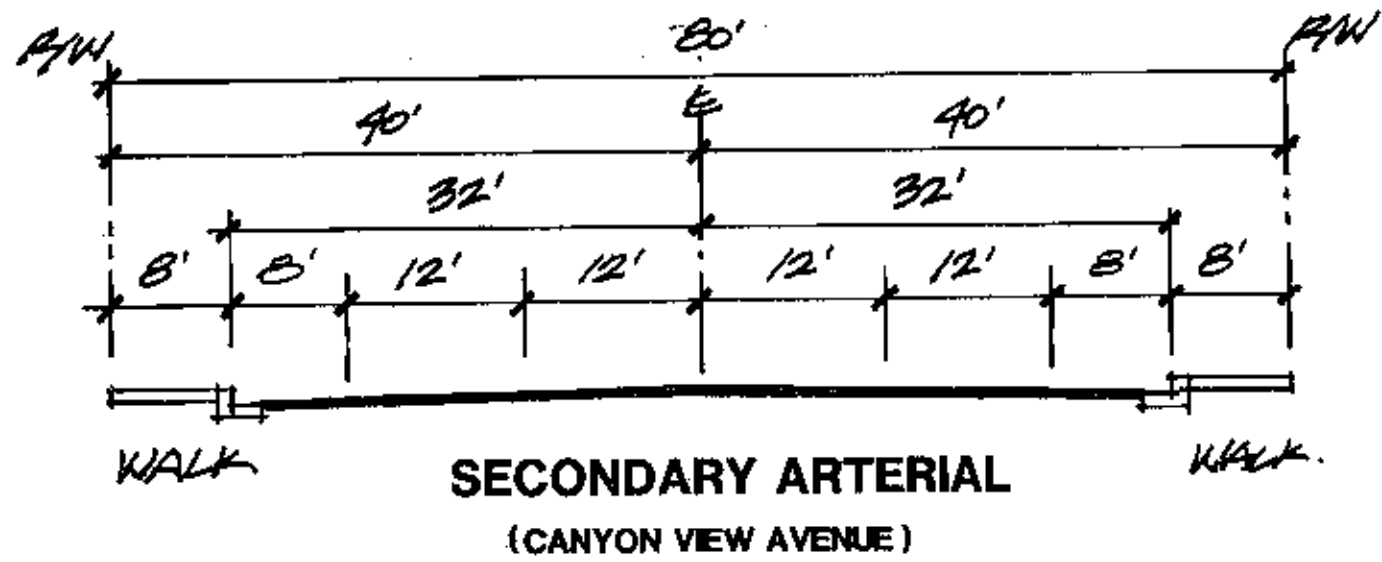 R/W 80' R/W
40' ℄ 40'
32' 32'
8' 8' 12' 12' 12' 12' 8' 8'
WALK WALK.
SECONDARY ARTERIAL
(CANYON VIEW AVENUE)